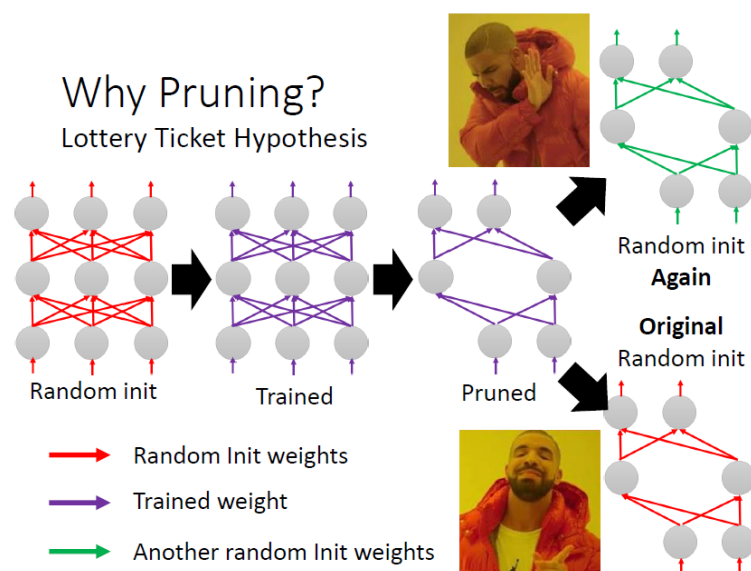 Why Pruning?
Lottery Ticket Hypothesis
Random init
Trained
Pruned
Random init
Again
Original
Random init
Random Init weights
Trained weight
Another random Init weights